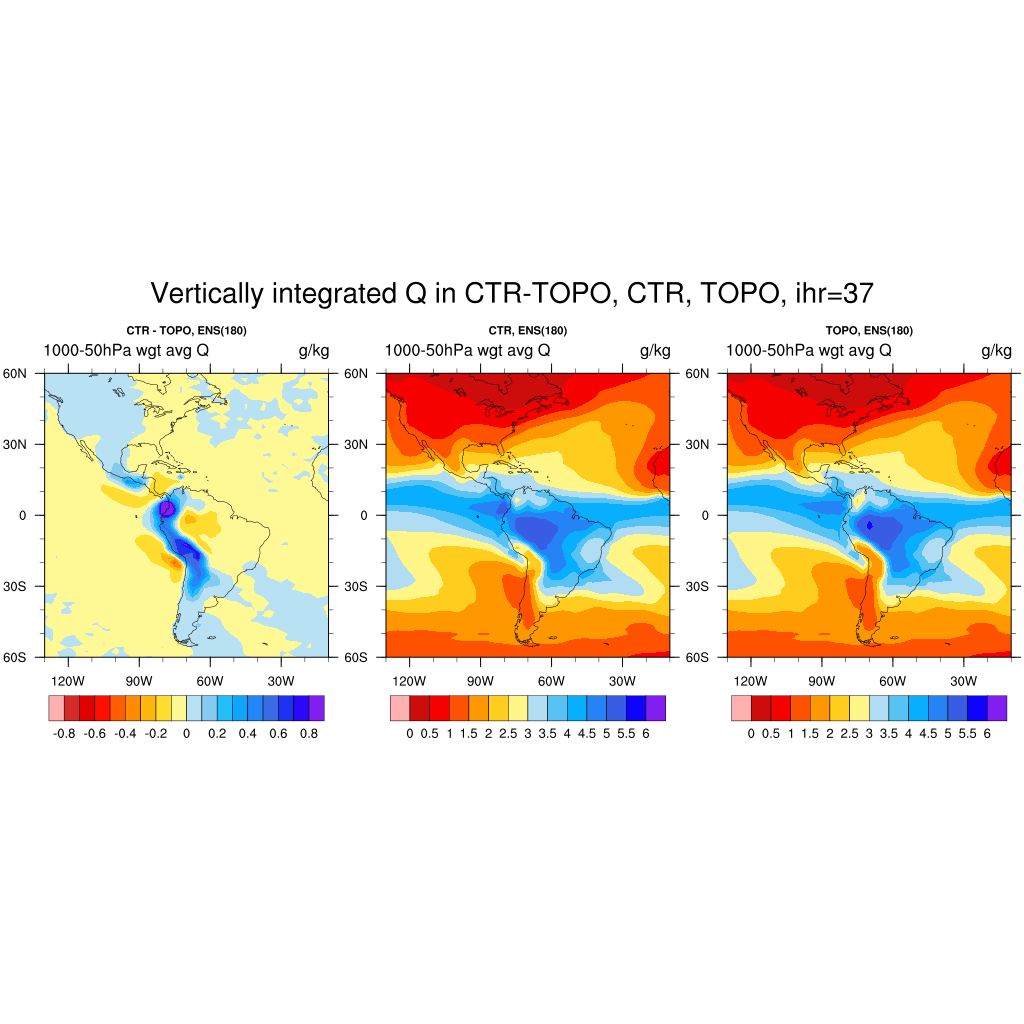 Vertically integrated Q in CTR-TOPO, CTR, TOPO, ihr=37
CTR - TOPO, ENS(180)
1000-50hPa wgt avg Q g/kg
60N
30N
0
30S
60S
120W 90W 60W 30W
-0.8 -0.6 -0.4 -0.2 0 0.2 0.4 0.6 0.8
CTR, ENS(180)
1000-50hPa wgt avg Q g/kg
60N
30N
0
30S
60S
120W 90W 60W 30W
0 0.5 1 1.5 2 2.5 3 3.5 4 4.5 5 5.5 6
TOPO, ENS(180)
1000-50hPa wgt avg Q g/kg
60N
30N
0
30S
60S
120W 90W 60W 30W
0 0.5 1 1.5 2 2.5 3 3.5 4 4.5 5 5.5 6